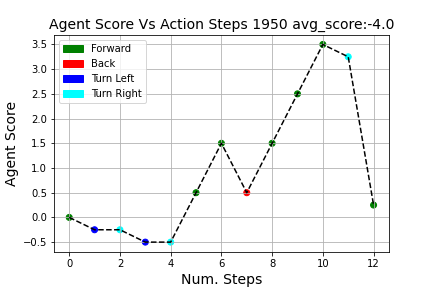 Agent Score Vs Action Steps 1950 avg_score:-4.0
3.5
3.0
2.5
2.0
1.5
1.0
0.5
0.0
−0.5
Forward
Back
Turn Left
Turn Right
Agent Score
0 2 4 6 8 10 12
Num. Steps